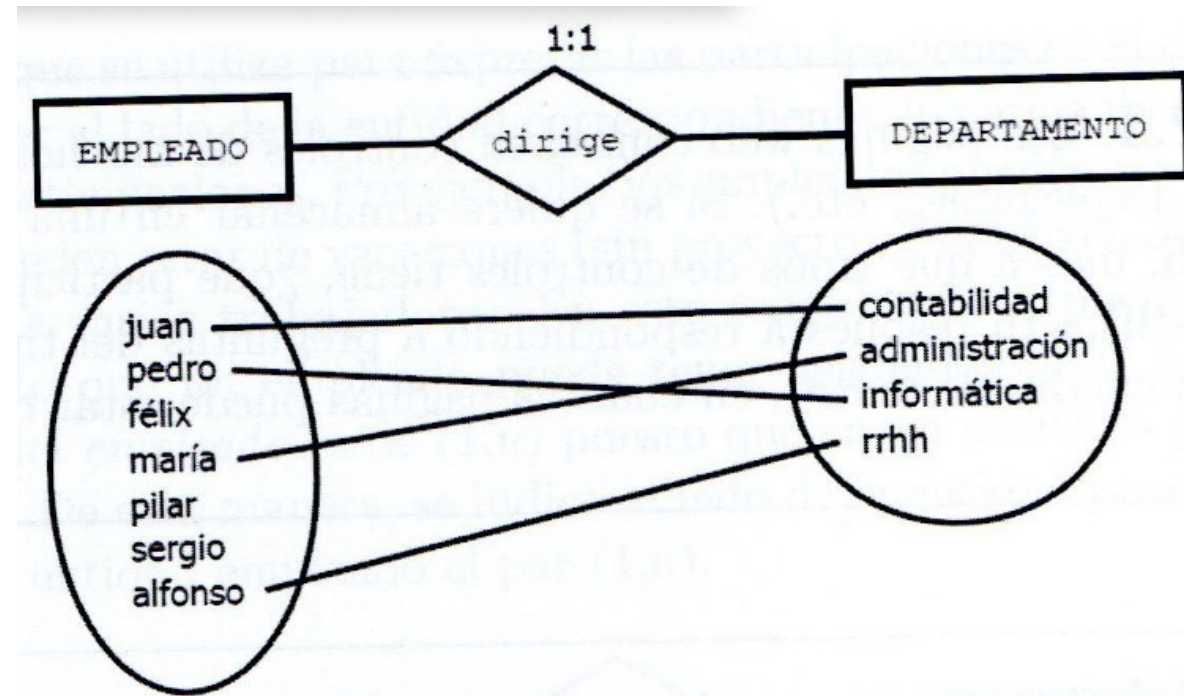 1:1
EMPLEADO
dirige
DEPARTAMENTO
juan
pedro
félix
maría
pilar
sergio
alfonso
contabilidad
administración
informática
rrhh